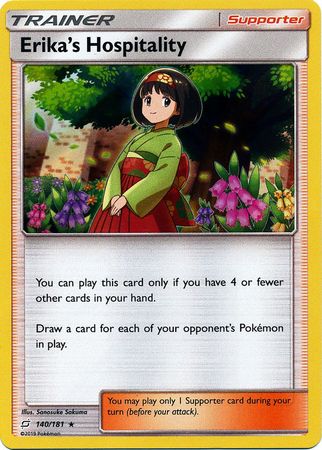 TRAINER Supporter
Erika's Hospitality
You can play this card only if you have 4 or fewer
other cards in your hand.
Draw a card for each of your opponent's Pokémon
in play.
Illus. Sanosuke Sakuma
140/181 ★
©2019 Pokémon
You may play only 1 Supporter card during your
turn (before your attack).